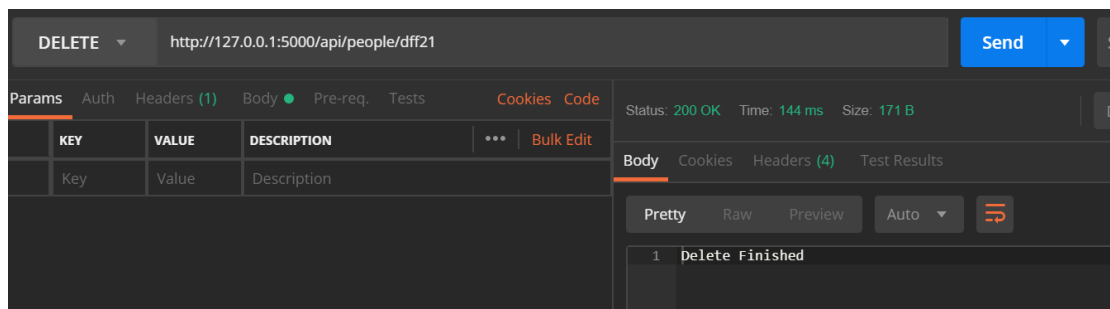 DELETE http://127.0.0.1:5000/api/people/dff21 Send
Params Auth Headers (1) Body Pre-req. Tests Cookies Code
KEY VALUE DESCRIPTION ••• Bulk Edit
Key Value Description
Status: 200 OK Time: 144 ms Size: 171 B
Body Cookies Headers (4) Test Results
Pretty Raw Preview Auto
1 Delete Finished